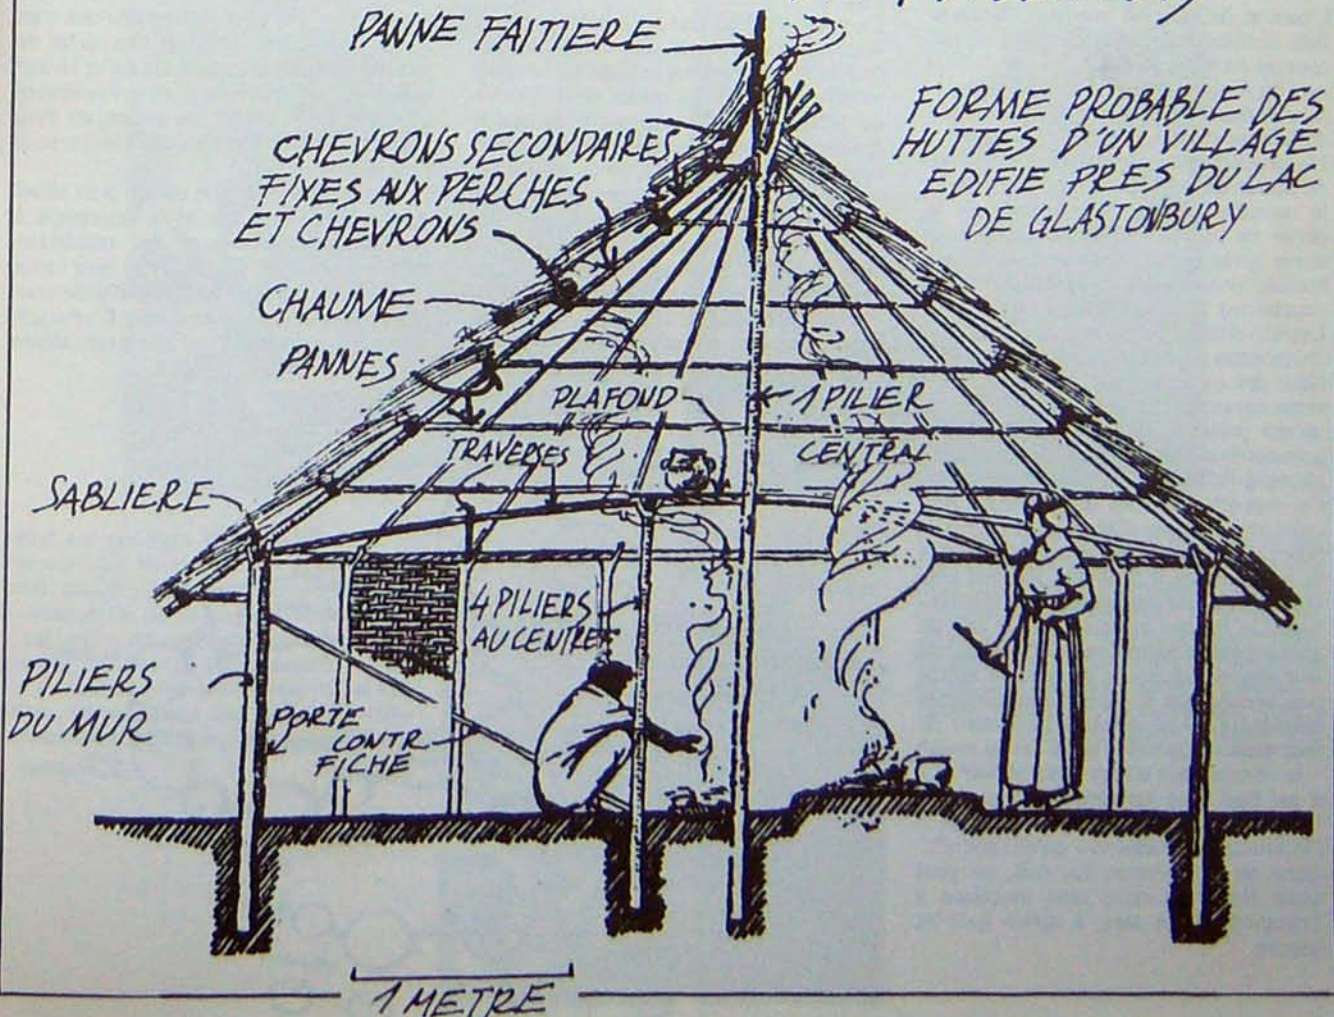 PANNE FAITIERE
FORME PROBABLE DES
HUTTES D'UN VILLAGE
EDIFIE PRES DU LAC
DE GLASTONBURY
CHEVRONS SECONDAIRES
FIXES AUX PERCHES
ET CHEVRONS
CHAUME
PANNES
PLAFOND
1 PILIER
CENTRAL
TRAVERSES
SABLIERE
4 PILIERS
AU CENTRE
PILIERS
DU MUR
PORTE
CONTR
FICHE
1 METRE